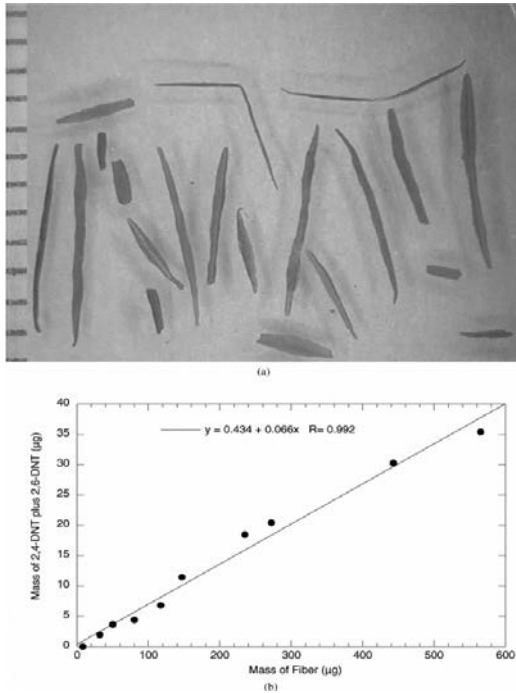 (a)
40
y = 0.434 + 0.066x R= 0.992
35
30
25
20
15
10
5
0
Mass of 2,4-DNT plus 2,6-DNT (µg)
0 100 200 300 400 500 600
Mass of Fiber (µg)
(b)